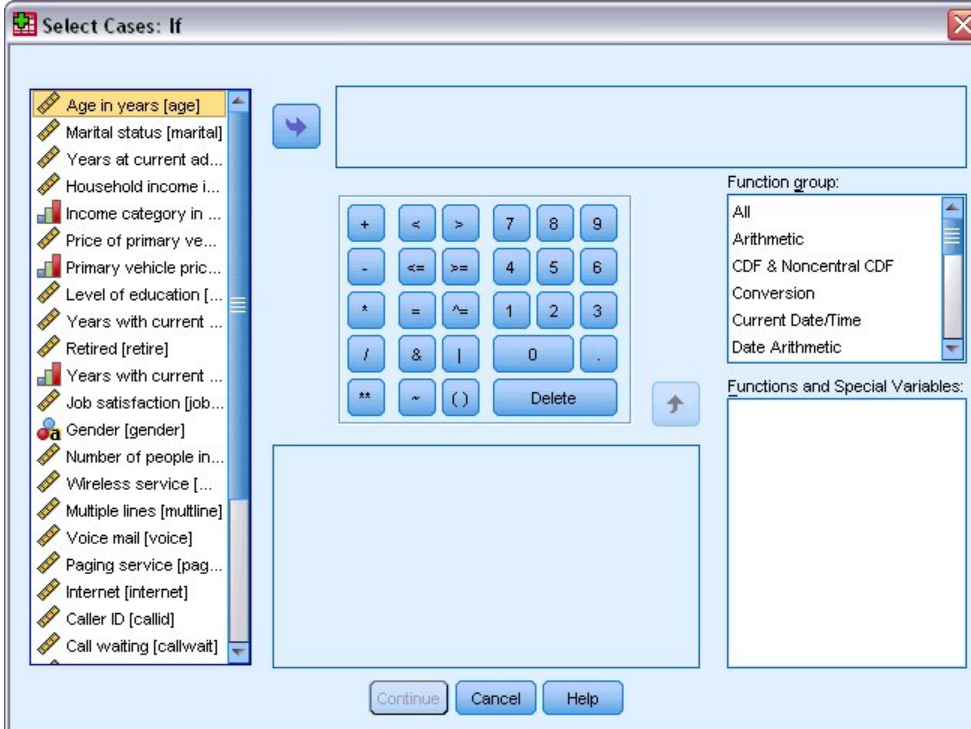 Select Cases: If
Age in years [age]
Marital status [marital]
Years at current ad...
Household income i...
Income category in ...
Price of primary ve...
Primary vehicle pric...
Level of education [...
Years with current ...
Retired [retire]
Years with current ...
Job satisfaction [job...
Gender [gender]
Number of people in...
Wireless service [...
Multiple lines [multline]
Voice mail [voice]
Paging service [pag...
Internet [internet]
Caller ID [callid]
Call waiting [callwait]
+ < > 7 8 9
- <= >= 4 5 6
* = ^= 1 2 3
/ & | 0 .
** ~ ( ) Delete
Function group:
All
Arithmetic
CDF & Noncentral CDF
Conversion
Current Date/Time
Date Arithmetic
Functions and Special Variables:
Continue Cancel Help